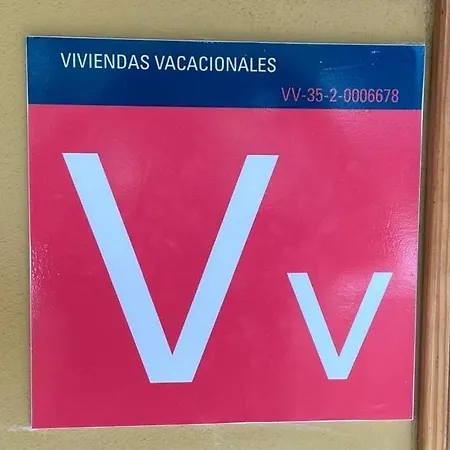 VIVIENDAS VACACIONALES
VV-35-2-0006678
Vv